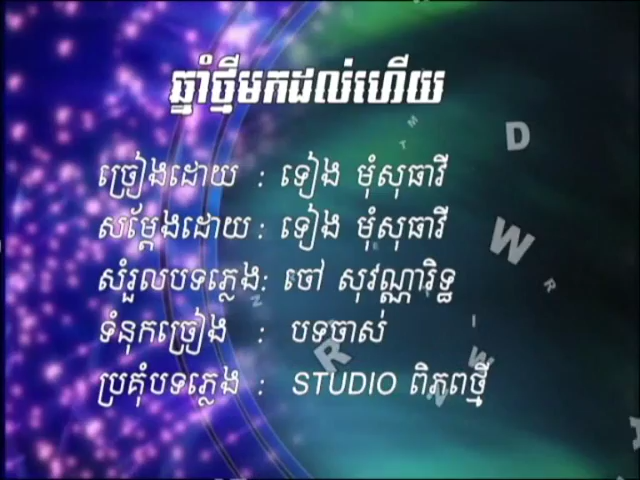 ឆ្នាំថ្មីមកដល់ហើយ
ច្រៀងដោយ : ទៀង មុំសុធាវី
សម្ដែងដោយ : ទៀង មុំសុធាវី
សំរួលបទភ្លេង: ចៅ សុវណ្ណារិទ្ធ
ទំនុកច្រៀង : បទចាស់
ប្រគុំបទភ្លេង : STUDIO ពិភពថ្មី